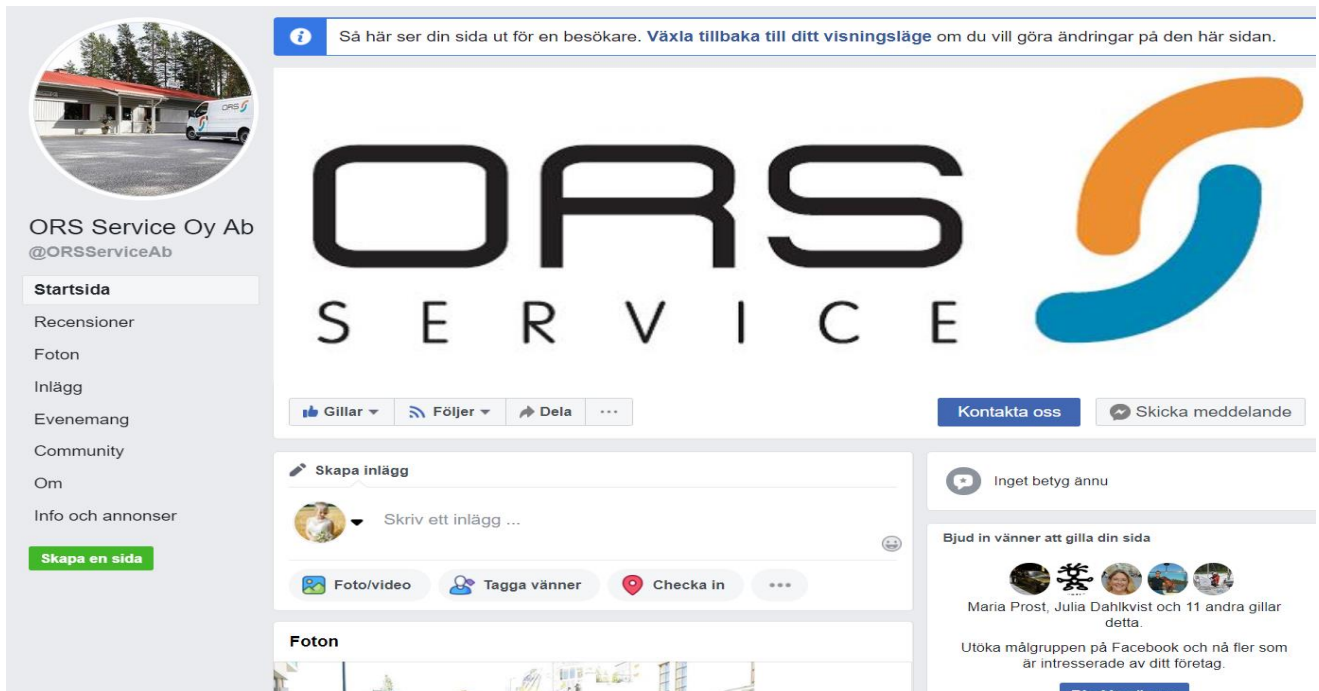 Så här ser din sida ut för en besökare. Växla tillbaka till ditt visningsläge om du vill göra ändringar på den här sidan.
ORS
ORS Service Oy Ab
@ORSServiceAb
Startsida
Recensioner
Foton
Inlägg
Evenemang
Community
Om
Info och annonser
Skapa en sida
ORS
SERVICE
Gillar
Följer
Dela
Kontakta oss
Skicka meddelande
Skapa inlägg
Skriv ett inlägg ...
Foto/video
Tagga vänner
Checka in
Foton
Inget betyg ännu
Bjud in vänner att gilla din sida
Maria Prost, Julia Dahlkvist och 11 andra gillar
detta.
Utöka målgruppen på Facebook och nå fler som
är intresserade av ditt företag.